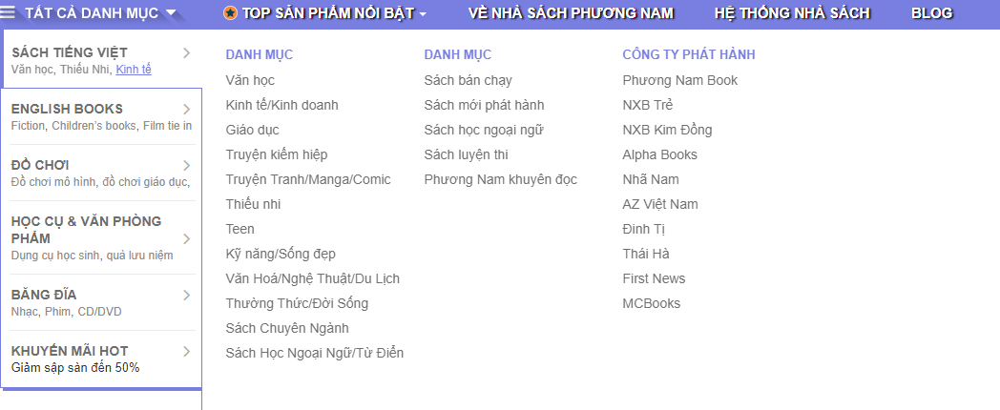 TẤT CẢ DANH MỤC
TOP SẢN PHẨM NỔI BẬT
VỀ NHÀ SÁCH PHƯƠNG NAM
HỆ THỐNG NHÀ SÁCH
BLOG
SÁCH TIẾNG VIỆT
Văn học, Thiếu Nhi, Kinh tế
ENGLISH BOOKS
Fiction, Children’s books, Film tie in
ĐỒ CHƠI
Đồ chơi mô hình, đồ chơi giáo dục,
HỌC CỤ & VĂN PHÒNG
PHẨM
Dụng cụ học sinh, quà lưu niệm
BĂNG ĐĨA
Nhạc, Phim, CD/DVD
KHUYẾN MÃI HOT
Giảm sập sàn đến 50%
DANH MỤC
Văn học
Kinh tế/Kinh doanh
Giáo dục
Truyện kiếm hiệp
Truyện Tranh/Manga/Comic
Thiếu nhi
Teen
Kỹ năng/Sống đẹp
Văn Hoá/Nghệ Thuật/Du Lịch
Thường Thức/Đời Sống
Sách Chuyên Ngành
Sách Học Ngoại Ngữ/Từ Điển
DANH MỤC
Sách bán chạy
Sách mới phát hành
Sách học ngoại ngữ
Sách luyện thi
Phương Nam khuyên đọc
CÔNG TY PHÁT HÀNH
Phương Nam Book
NXB Trẻ
NXB Kim Đồng
Alpha Books
Nhã Nam
AZ Việt Nam
Đinh Tị
Thái Hà
First News
MCBooks